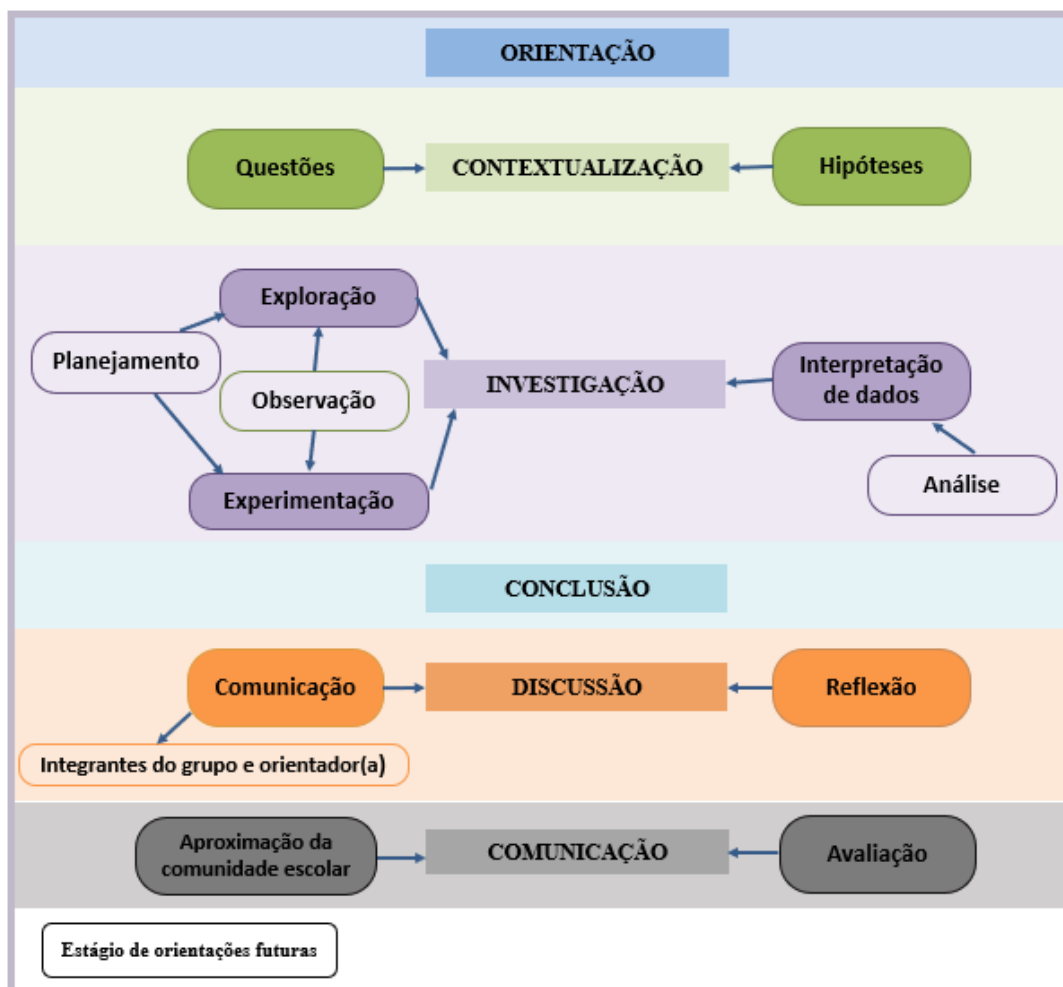 ORIENTAÇÃO
Questões
CONTEXTUALIZAÇÃO
Hipóteses
Exploração
Planejamento
Observação
INVESTIGAÇÃO
Interpretação
de dados
Experimentação
Análise
CONCLUSÃO
Comunicação
DISCUSSÃO
Reflexão
Integrantes do grupo e orientador(a)
Aproximação da
comunidade escolar
COMUNICAÇÃO
Avaliação
Estágio de orientações futuras